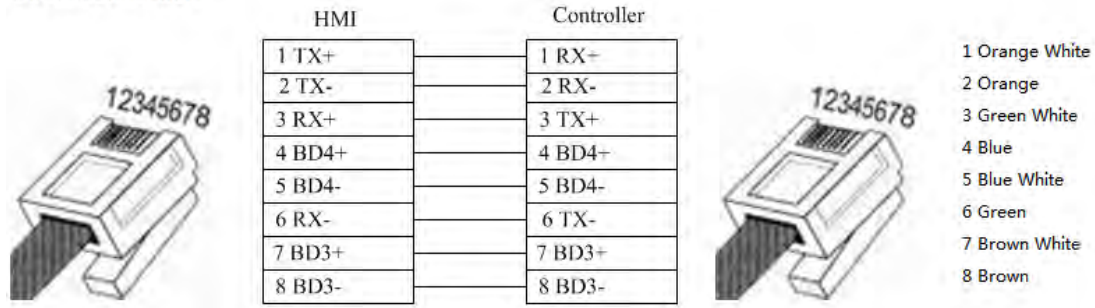 HMI Controller
1 TX+ 1 RX+ 1 Orange White
2 TX- 2 RX- 2 Orange
12345678 3 RX+ 3 TX+ 12345678 3 Green White
4 BD4+ 4 BD4+ 4 Blue
5 BD4- 5 BD4- 5 Blue White
6 RX- 6 TX- 6 Green
7 BD3+ 7 BD3+ 7 Brown White
8 BD3- 8 BD3- 8 Brown